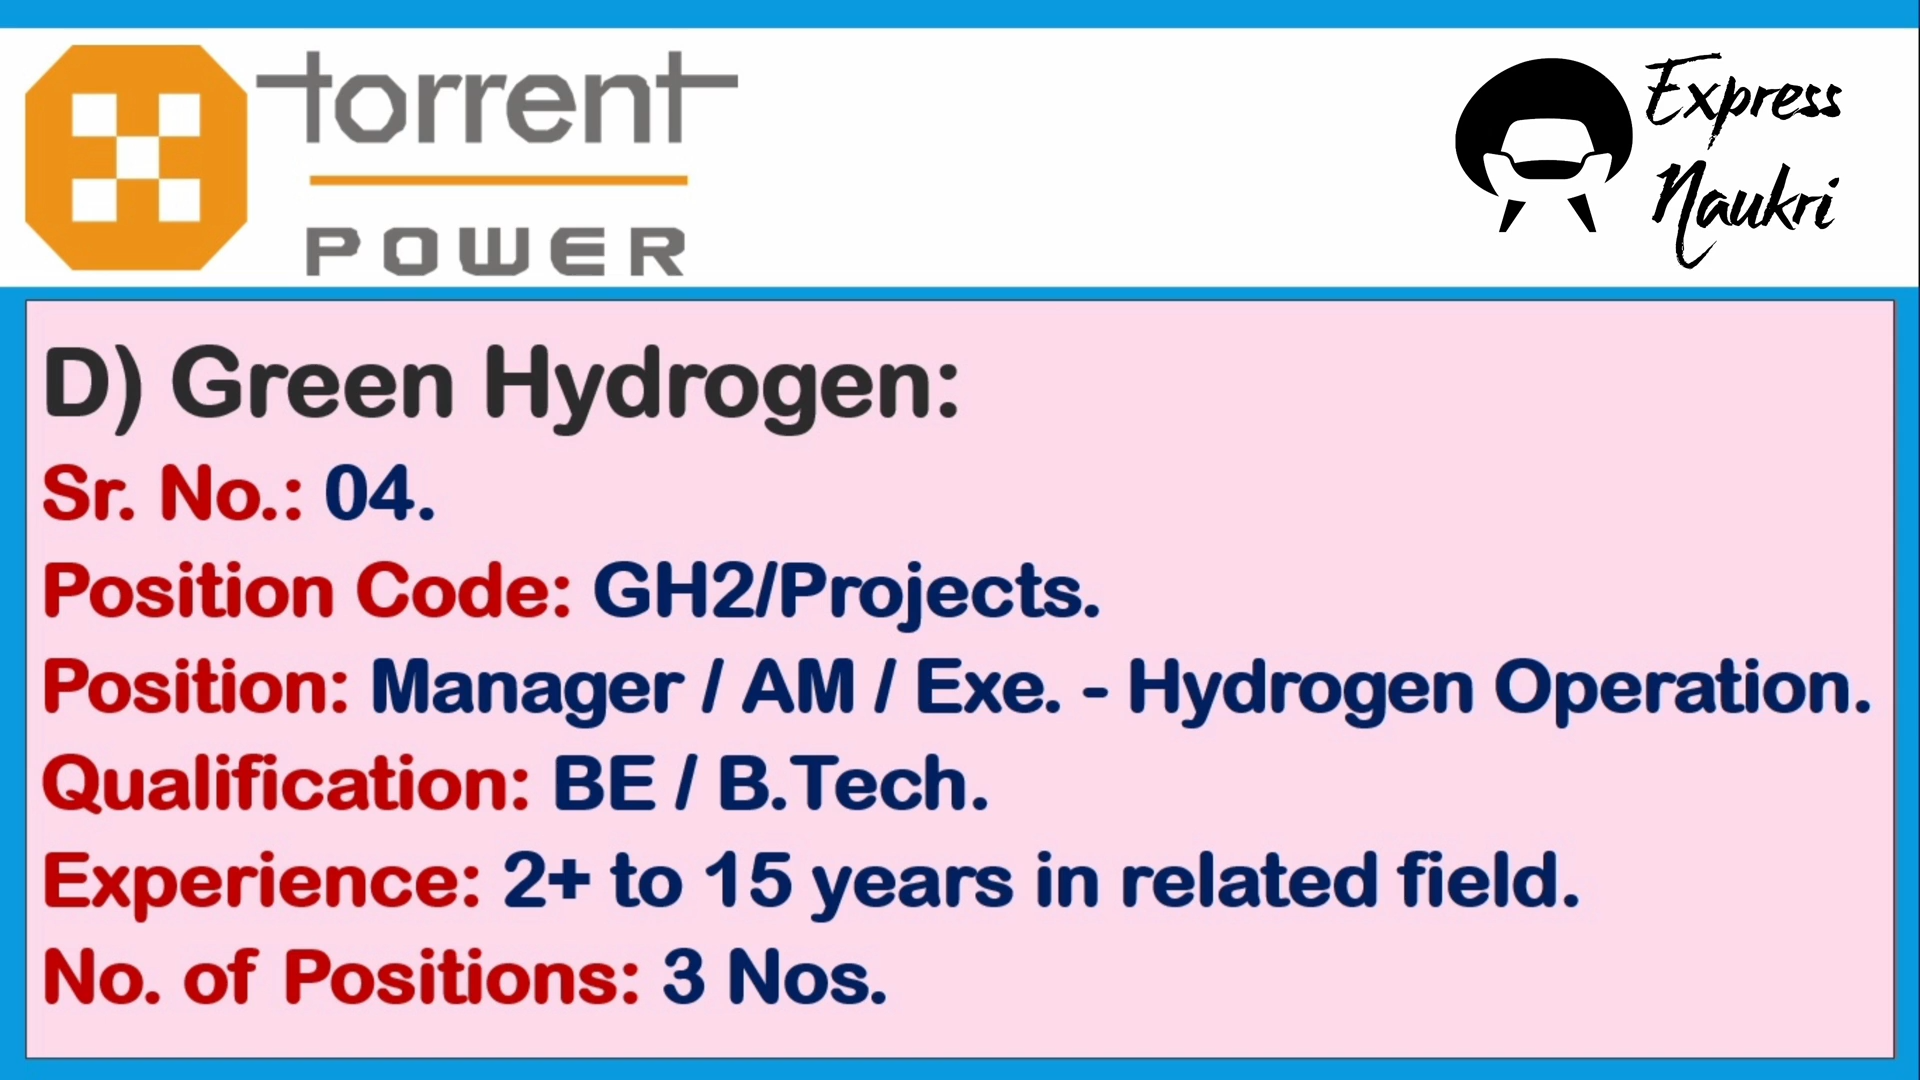 torrent
POWER
Express
Naukri
D) Green Hydrogen:
Sr. No.: 04.
Position Code: GH2/Projects.
Position: Manager / AM / Exe. - Hydrogen Operation.
Qualification: BE / B.Tech.
Experience: 2+ to 15 years in related field.
No. of Positions: 3 Nos.